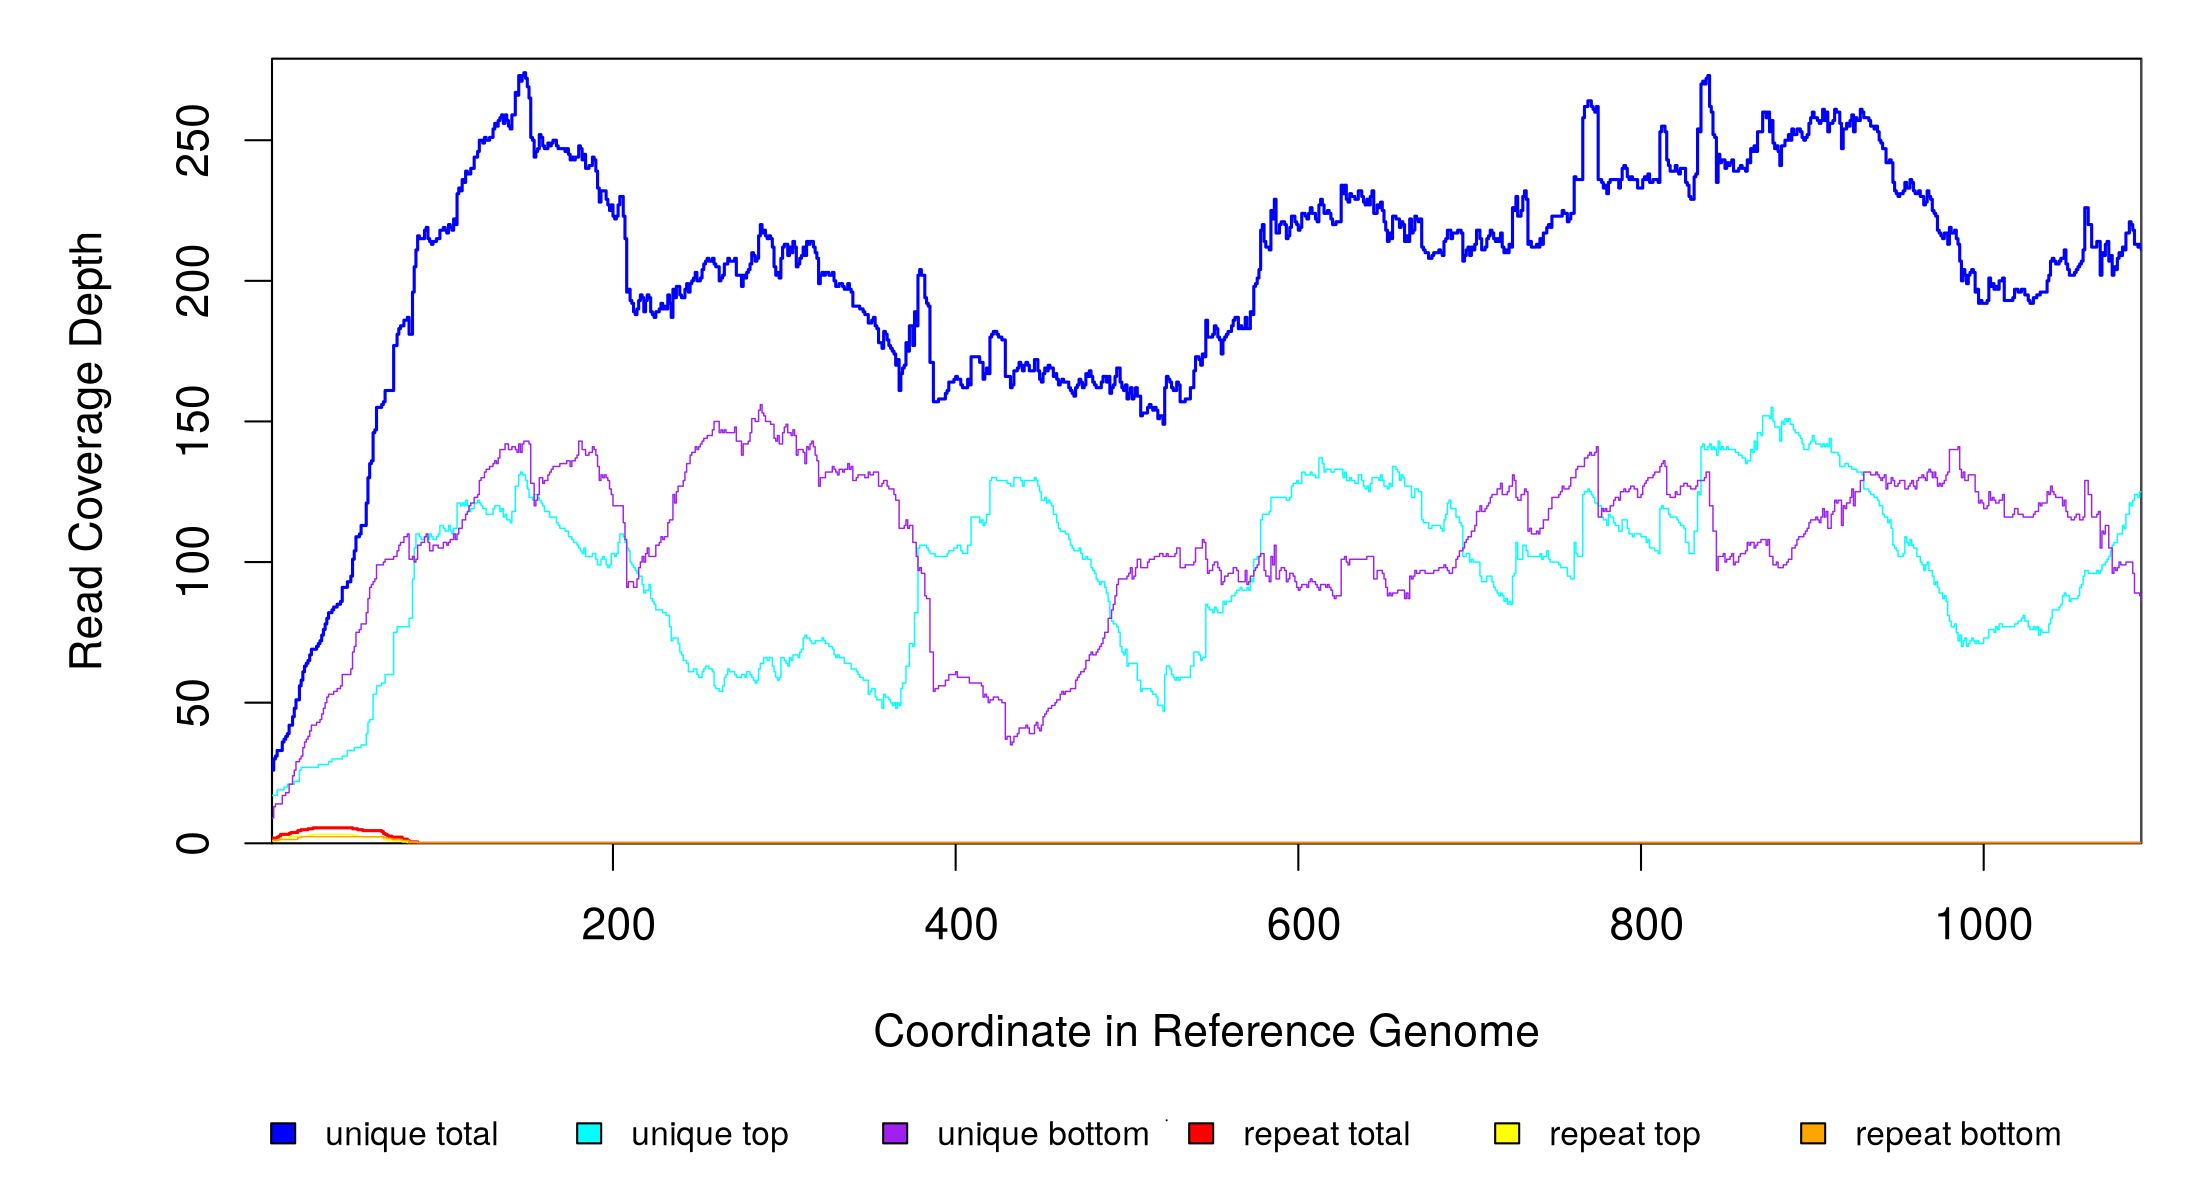 Read Coverage Depth
250
200
150
100
50
0
200 400 600 800 1000
Coordinate in Reference Genome
unique total unique top unique bottom repeat total repeat top repeat bottom